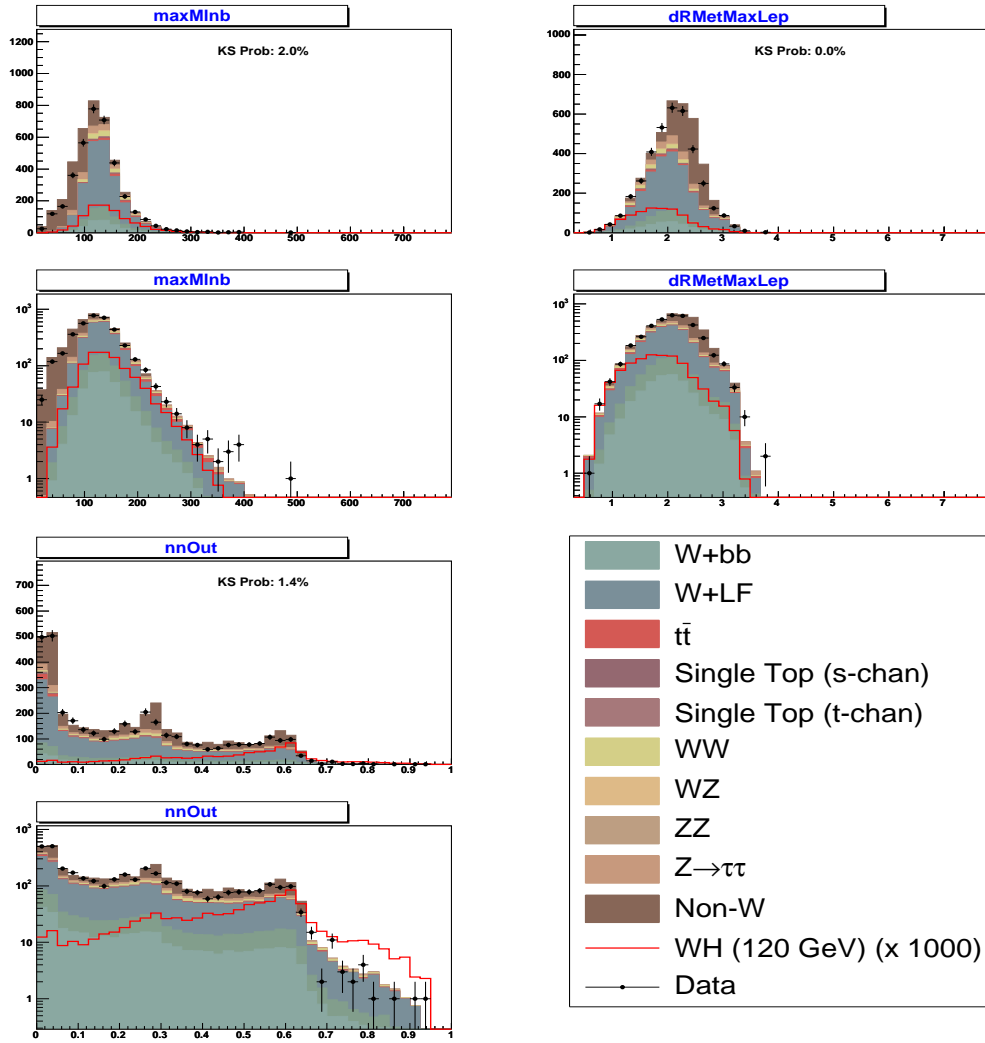 maxMlnb
KS Prob: 2.0%
1200
1000
800
600
400
200
0
100 200 300 400 500 600 700
dRMetMaxLep
KS Prob: 0.0%
1000
900
800
700
600
500
400
300
200
100
0
1 2 3 4 5 6 7
maxMlnb
10³
10²
10
1
100 200 300 400 500 600 700
dRMetMaxLep
10³
10²
10
1
1 2 3 4 5 6 7
nnOut
KS Prob: 1.4%
700
600
500
400
300
200
100
0
0 0.1 0.2 0.3 0.4 0.5 0.6 0.7 0.8 0.9 1
nnOut
10³
10²
10
1
0 0.1 0.2 0.3 0.4 0.5 0.6 0.7 0.8 0.9 1
W+bb
W+LF
tt̄
Single Top (s-chan)
Single Top (t-chan)
WW
WZ
ZZ
Z→ττ
Non-W
WH (120 GeV) (x 1000)
Data